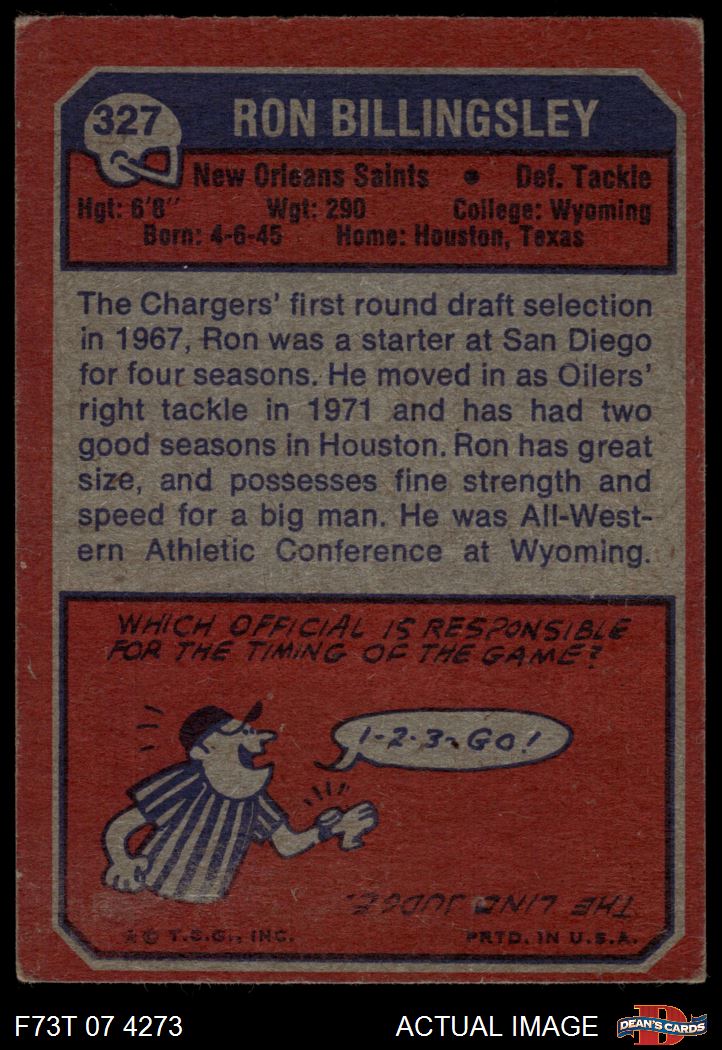 327
RON BILLINGSLEY
New Orleans Saints • Def. Tackle
Hgt: 6'8" Wgt: 290 College: Wyoming
Born: 4-6-45 Home: Houston, Texas
The Chargers' first round draft selection
in 1967, Ron was a starter at San Diego
for four seasons. He moved in as Oilers'
right tackle in 1971 and has had two
good seasons in Houston. Ron has great
size, and possesses fine strength and
speed for a big man. He was All-West-
ern Athletic Conference at Wyoming.
WHICH OFFICIAL IS RESPONSIBLE
FOR THE TIMING OF THE GAME?
1-2-3-GO!
THE LINE JUDGE.
★ © T.C.G., INC. PRTD. IN U.S.A.
F73T 07 4273 ACTUAL IMAGE DEAN'S CARDS